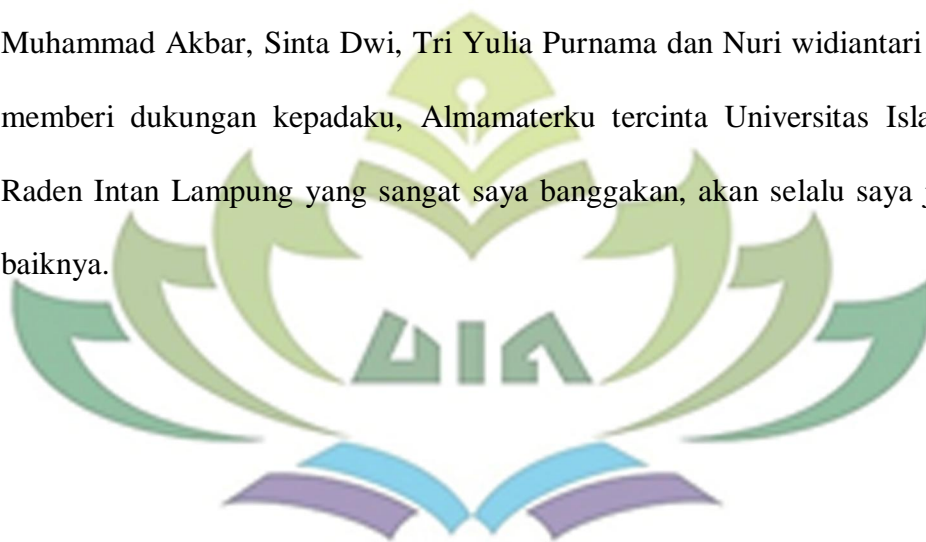 Muhammad Akbar, Sinta Dwi, Tri Yulia Purnama dan Nuri widiantari
memberi dukungan kepadaku, Almamaterku tercinta Universitas
Raden Intan Lampung yang sangat saya banggakan, akan selalu saya
baiknya.
UIN